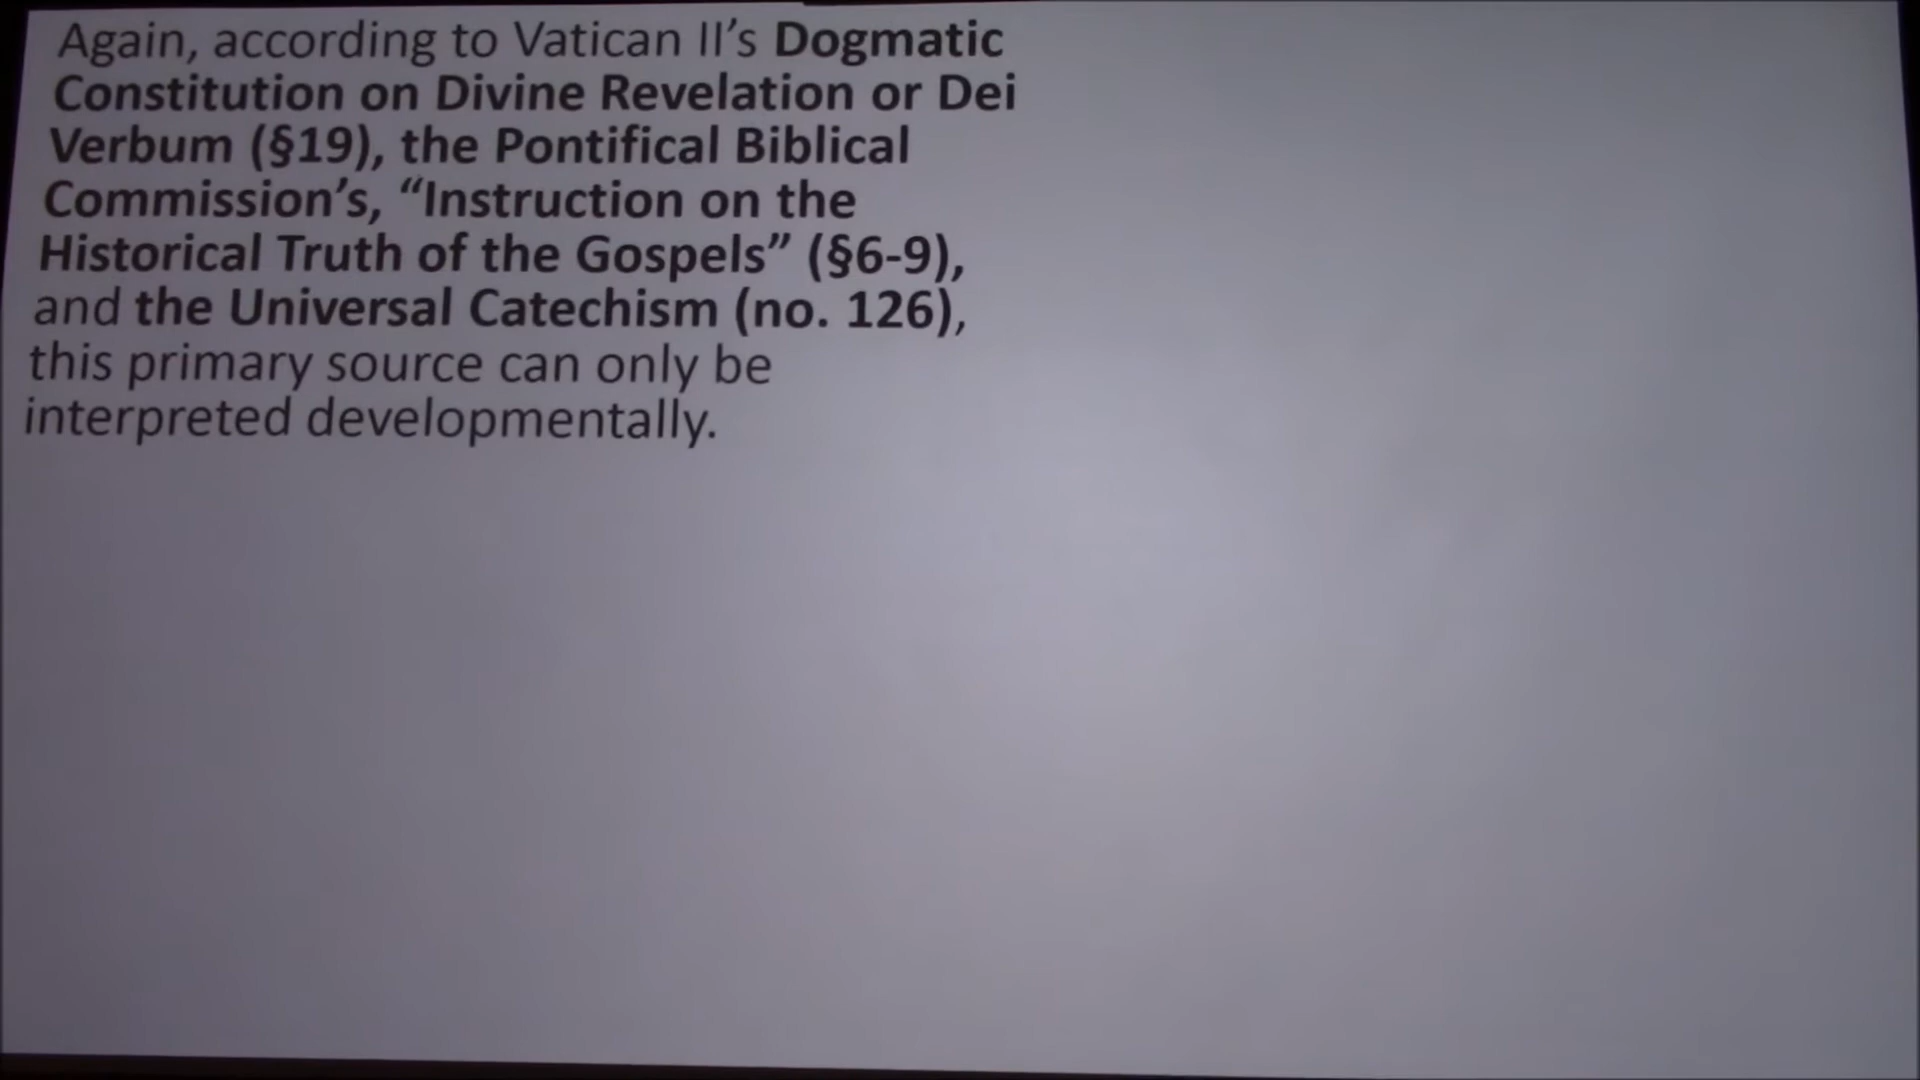 Again, according to Vatican II’s Dogmatic
Constitution on Divine Revelation or Dei
Verbum (§19), the Pontifical Biblical
Commission’s, “Instruction on the
Historical Truth of the Gospels” (§6-9),
and the Universal Catechism (no. 126),
this primary source can only be
interpreted developmentally.